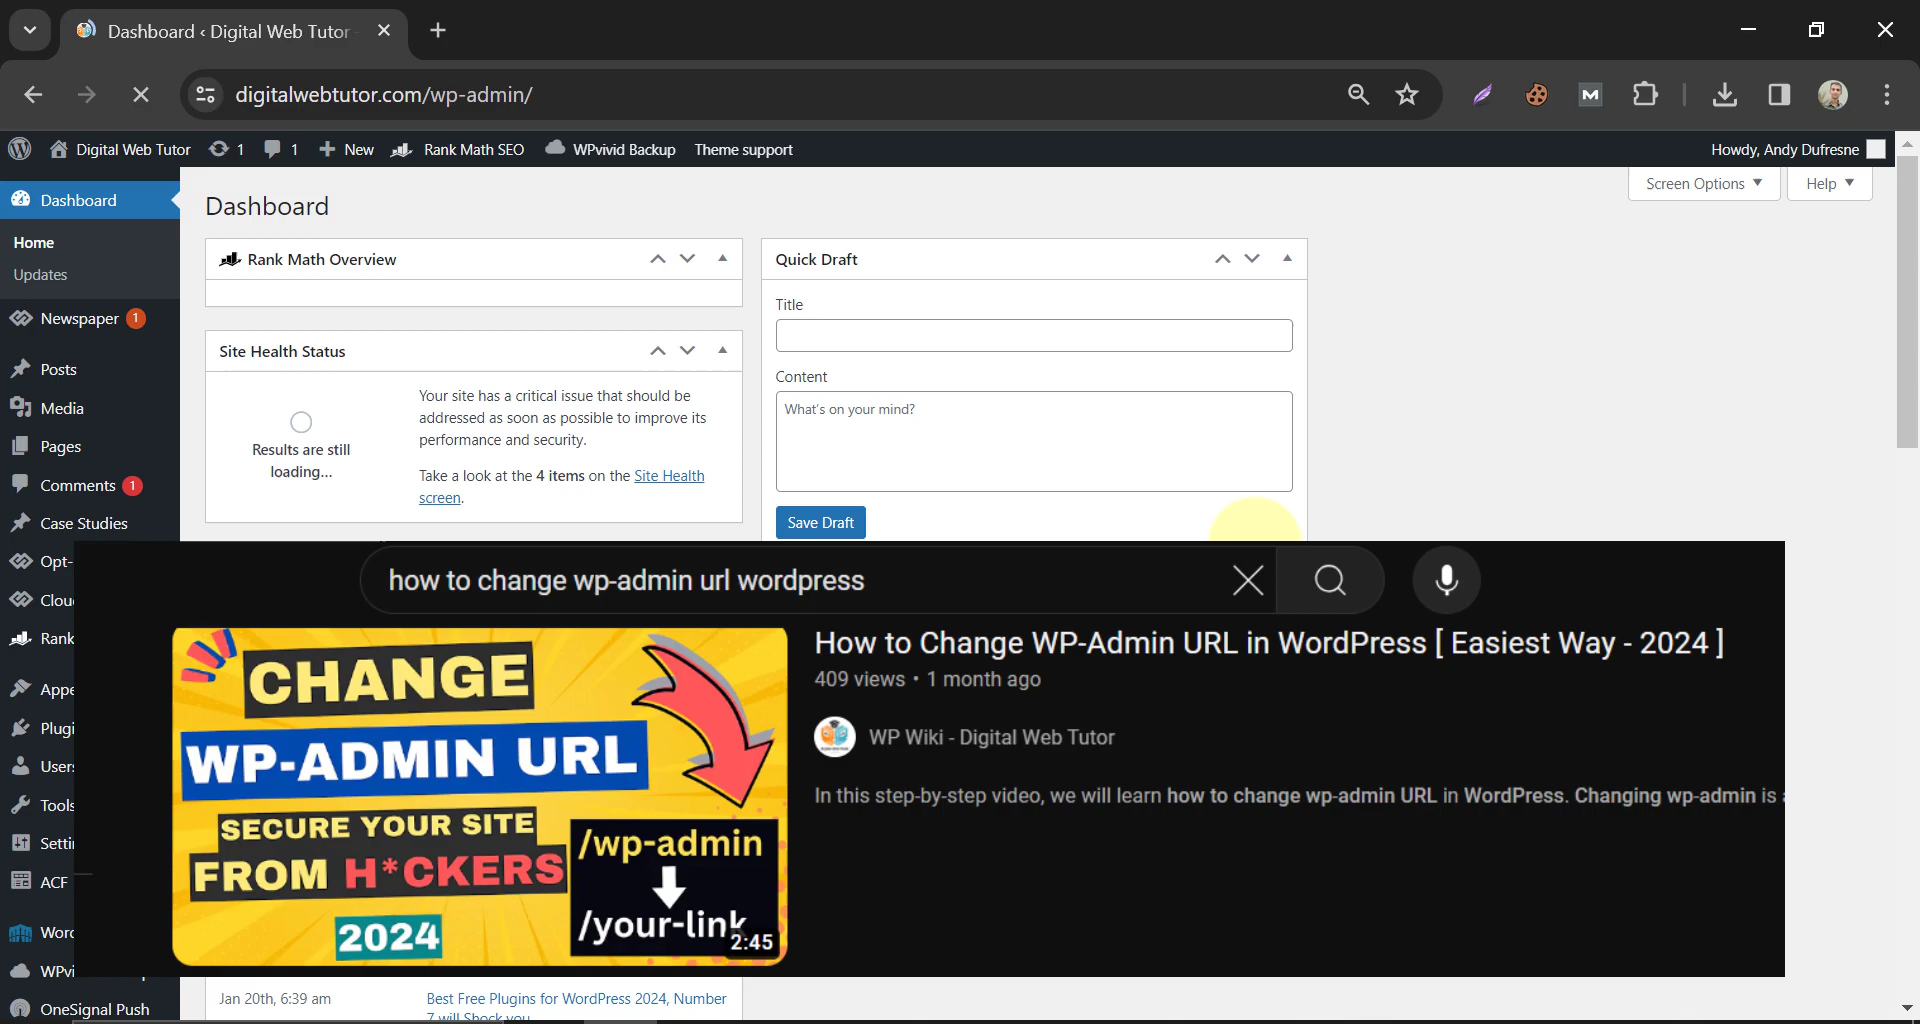 Dashboard ‹ Digital Web Tutor
digitalwebtutor.com/wp-admin/
M
Digital Web Tutor 1 1 New Rank Math SEO WPvivid Backup Theme support Howdy, Andy Dufresne
Screen Options Help
Dashboard
Home
Updates
Newspaper 1
Posts
Media
Pages
Comments 1
Case Studies
Opt-
Clou
Rank
Appe
Plugi
Users
Tools
Setti
ACF
Word
WPvi
OneSignal Push
Dashboard
Rank Math Overview
Site Health Status
Results are still
loading...
Your site has a critical issue that should be
addressed as soon as possible to improve its
performance and security.
Take a look at the 4 items on the Site Health
screen.
Quick Draft
Title
Content
What's on your mind?
Save Draft
how to change wp-admin url wordpress
CHANGE
WP-ADMIN URL
SECURE YOUR SITE
FROM H*CKERS
2024
/wp-admin
/your-link
2:45
How to Change WP-Admin URL in WordPress [ Easiest Way - 2024 ]
409 views • 1 month ago
WP Wiki - Digital Web Tutor
In this step-by-step video, we will learn how to change wp-admin URL in WordPress. Changing wp-admin is
Jan 20th, 6:39 am
Best Free Plugins for WordPress 2024, Number
7 will Shock you